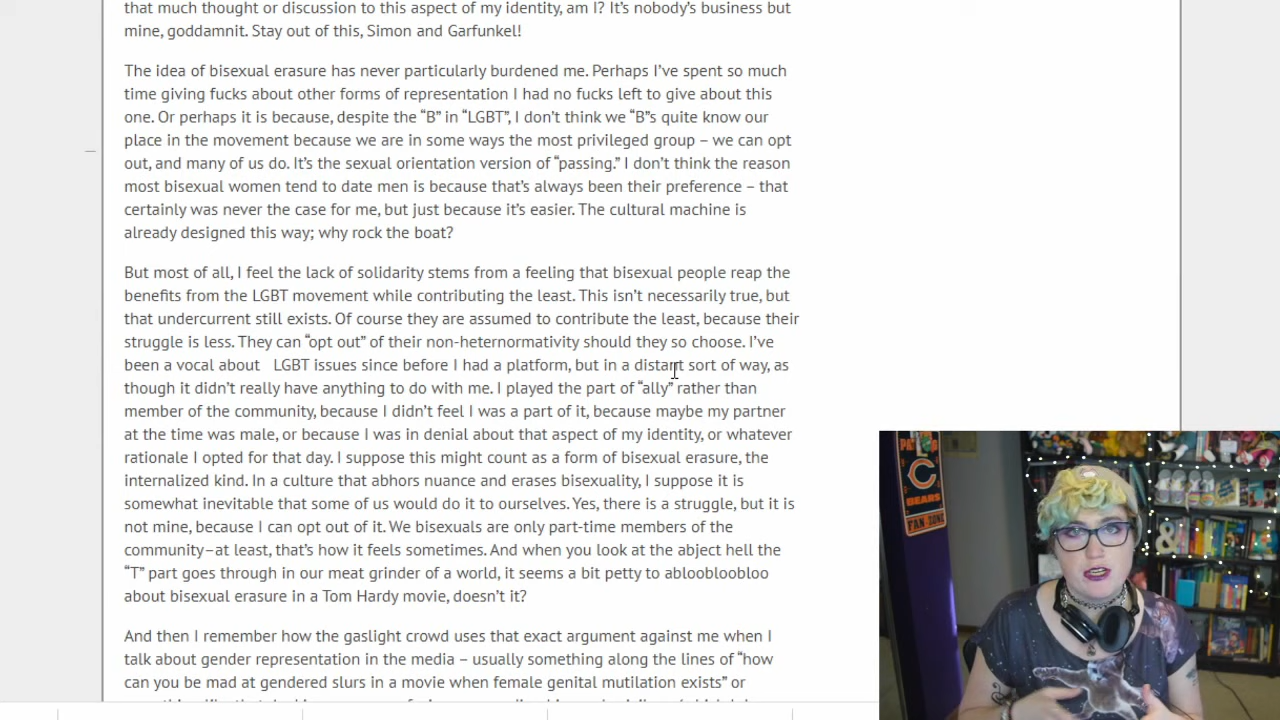 that much thought or discussion to this aspect of my identity, am I? It's nobody's business but
mine, goddamnit. Stay out of this, Simon and Garfunkel!
The idea of bisexual erasure has never particularly burdened me. Perhaps I've spent so much
time giving fucks about other forms of representation I had no fucks left to give about this
one. Or perhaps it is because, despite the “B” in “LGBT”, I don't think we “B”s quite know our
place in the movement because we are in some ways the most privileged group – we can opt
out, and many of us do. It's the sexual orientation version of “passing.” I don't think the reason
most bisexual women tend to date men is because that's always been their preference – that
certainly was never the case for me, but just because it's easier. The cultural machine is
already designed this way; why rock the boat?
But most of all, I feel the lack of solidarity stems from a feeling that bisexual people reap the
benefits from the LGBT movement while contributing the least. This isn't necessarily true, but
that undercurrent still exists. Of course they are assumed to contribute the least, because their
struggle is less. They can “opt out” of their non-heternormativity should they so choose. I've
been a vocal about LGBT issues since before I had a platform, but in a distant sort of way, as
though it didn't really have anything to do with me. I played the part of “ally” rather than
member of the community, because I didn't feel I was a part of it, because maybe my partner
at the time was male, or because I was in denial about that aspect of my identity, or whatever
rationale I opted for that day. I suppose this might count as a form of bisexual erasure, the
internalized kind. In a culture that abhors nuance and erases bisexuality, I suppose it is
somewhat inevitable that some of us would do it to ourselves. Yes, there is a struggle, but it is
not mine, because I can opt out of it. We bisexuals are only part-time members of the
community–at least, that's how it feels sometimes. And when you look at the abject hell the
“T” part goes through in our meat grinder of a world, it seems a bit petty to abloobloobloo
about bisexual erasure in a Tom Hardy movie, doesn't it?
And then I remember how the gaslight crowd uses that exact argument against me when I
talk about gender representation in the media – usually something along the lines of “how
can you be mad at gendered slurs in a movie when female genital mutilation exists” or
BEARS
FAN
&